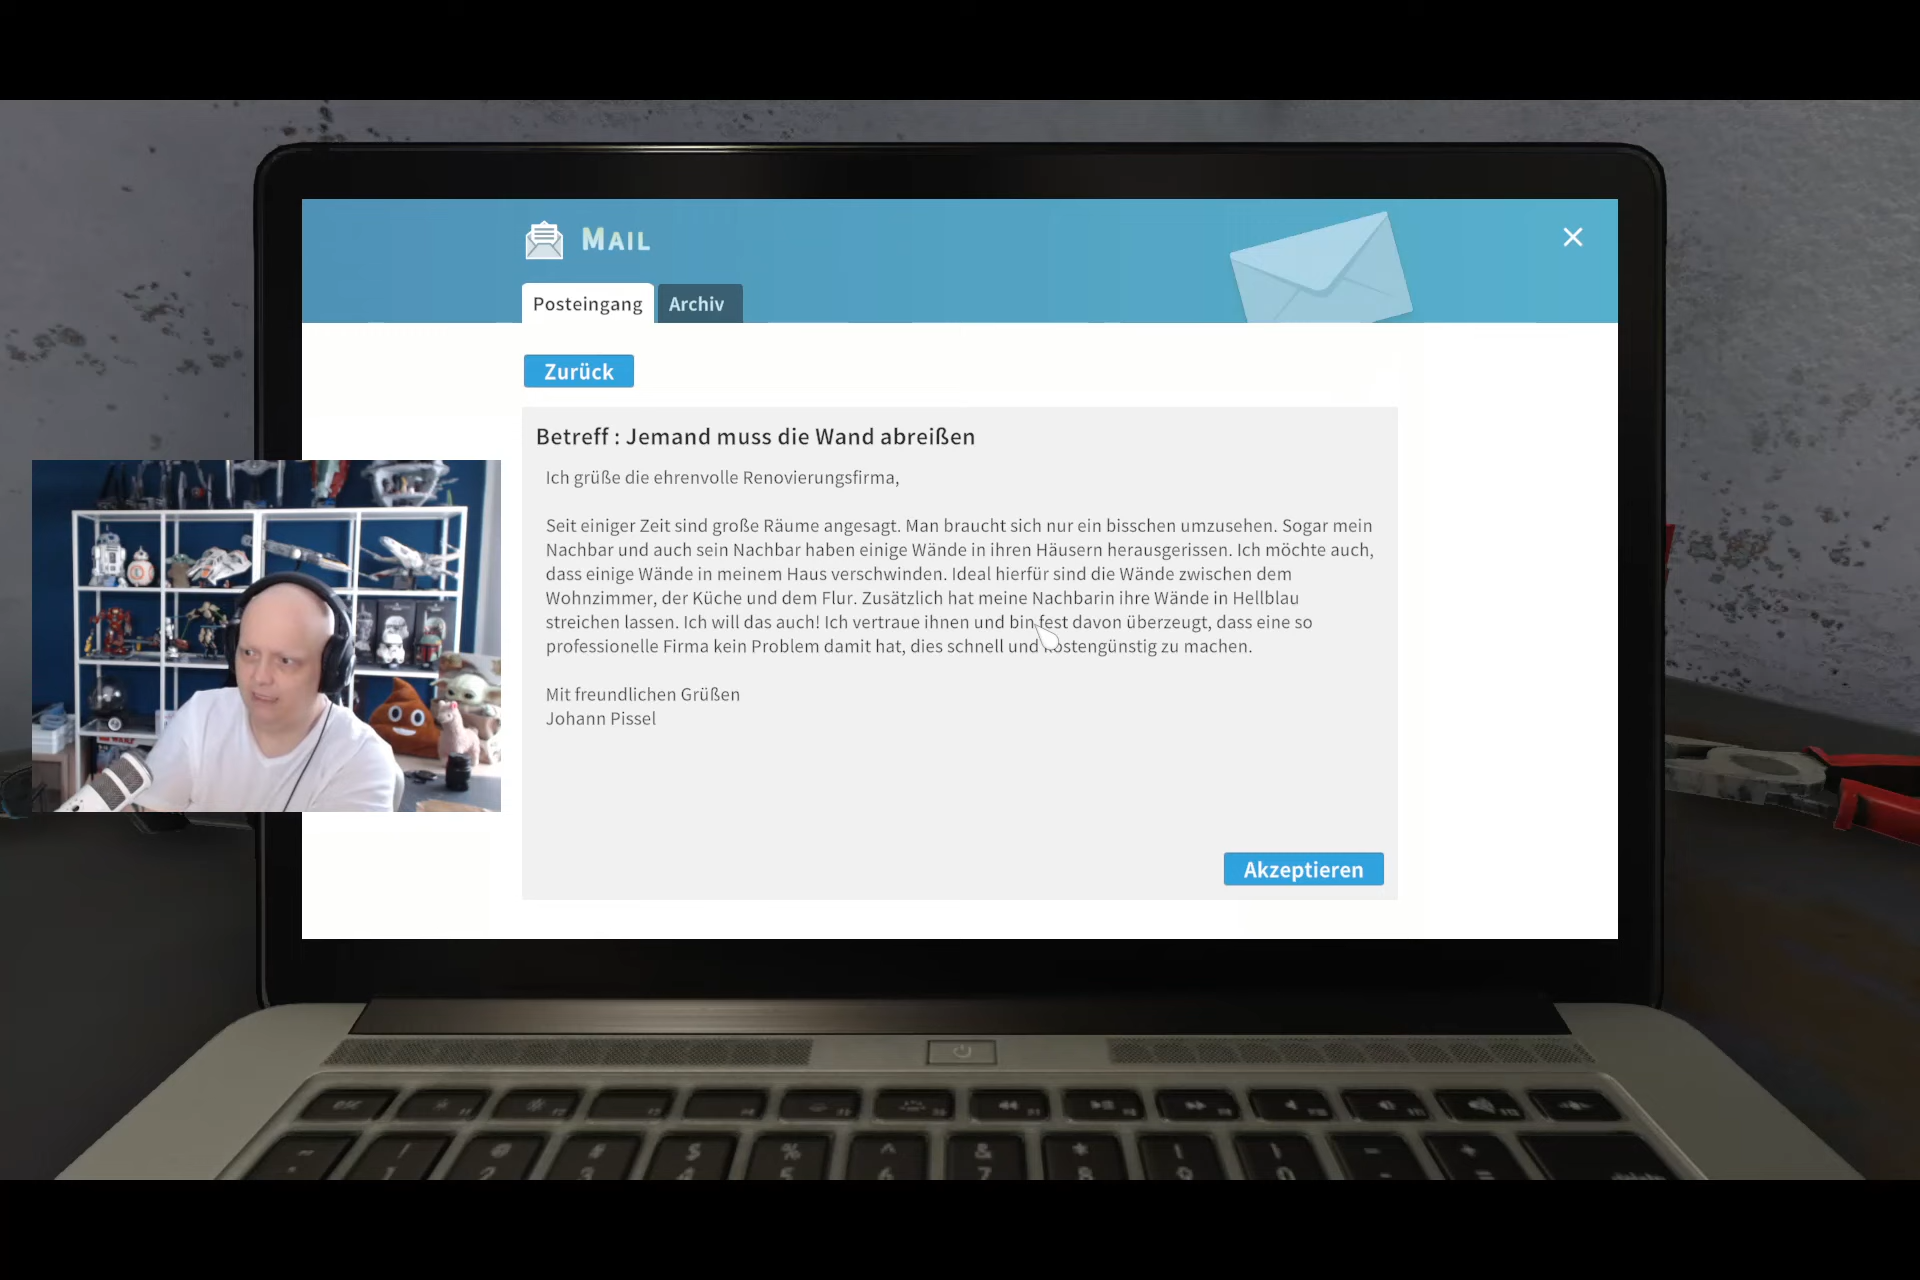 MAIL
Posteingang
Archiv
Zurück
Betreff : Jemand muss die Wand abreißen
Ich grüße die ehrenvolle Renovierungsfirma,
Seit einiger Zeit sind große Räume angesagt. Man braucht sich nur ein bisschen umzusehen. Sogar mein
Nachbar und auch sein Nachbar haben einige Wände in ihren Häusern herausgerissen. Ich möchte auch,
dass einige Wände in meinem Haus verschwinden. Ideal hierfür sind die Wände zwischen dem
Wohnzimmer, der Küche und dem Flur. Zusätzlich hat meine Nachbarin ihre Wände in Hellblau
streichen lassen. Ich will das auch! Ich vertraue ihnen und bin fest davon überzeugt, dass eine so
professionelle Firma kein Problem damit hat, dies schnell und kostengünstig zu machen.
Mit freundlichen Grüßen
Johann Pissel
Akzeptieren